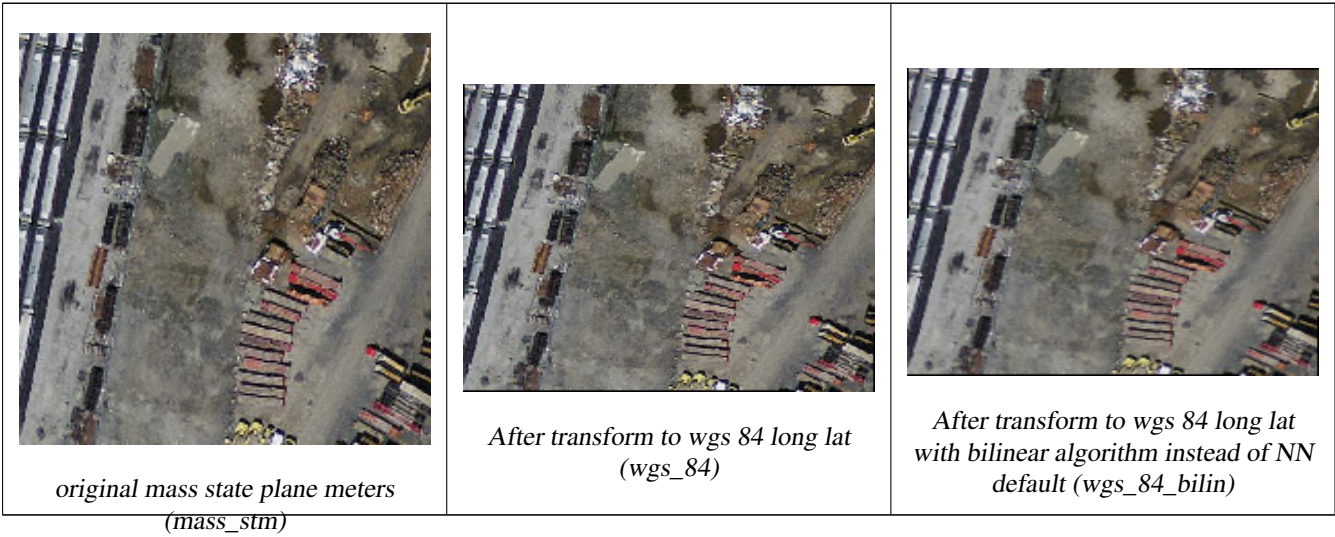 original mass state plane meters
(mass_stm)
After transform to wgs 84 long lat
(wgs_84)
After transform to wgs 84 long lat
with bilinear algorithm instead of NN
default (wgs_84_bilin)